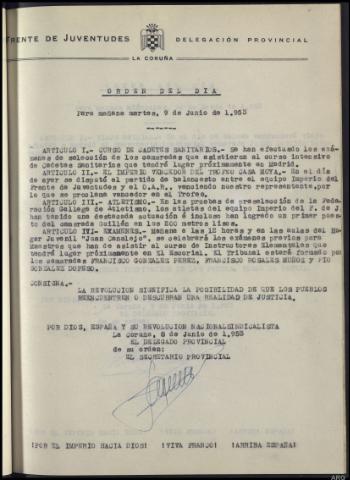 FRENTE DE JUVENTUDES
DELEGACIÓN PROVINCIAL
LA CORUÑA
ORDEN DEL DIA
Para mañana martes, 9 de Junio de 1.953
ARTICULO I.- CURSO DE CADETES SANITARIOS.- Se han efectuado los exá-
menes de selección de los camaradas que asistieron al curso intensivo
de Cadetes Sanitarios que tendrá lugar próximamente en Madrid.
ARTICULO II.- EL IMPERIO VENCEDOR DEL TROFEO CASA MOYA.- En el día
de ayer se disputó el partido de baloncesto entre el equipo Imperio del
Frente de Juventudes y el O.A.R., venciendo nuestro representante, por
lo que se proclama vencedor en el Trofeo.
ARTICULO III.- ATLETISMO.- En las pruebas de preselección de la Fede-
ración Gallega de Atletismo, los atletas del equipo Imperio del F. de J.
han tenido una destacada actuación e incluso han logrado un primer pues-
to del camarada Guillén en los 800 metros lisos.
ARTICULO IV.- EXAMENES.- Mañana a las 12 horas y en las aulas del Ho-
gar Juvenil "Juan Canalejo", se celebrarán los exámenes previos para
Maestros que han de asistir al curso de Instructores Elementales que
tendrá lugar próximamente en El Escorial. El Tribunal estará formado por
los camaradas FRANCISCO GONZALEZ PEREZ, FRANCISCO ROSALES MUÑOZ y PIO
GONZALEZ DOPESO.
CONSIGNA.-
LA REVOLUCION SIGNIFICA LA POSIBILIDAD DE QUE LOS PUEBLOS
REENCUENTREN O DESCUBRAN UNA REALIDAD DE JUSTICIA.
POR DIOS, ESPAÑA Y SU REVOLUCION NACIONALSINDICALISTA
La Coruña, 8 de Junio de 1.953
EL DELEGADO PROVINCIAL
de su orden:
EL SECRETARIO PROVINCIAL
¡POR EL IMPERIO HACIA DIOS! ¡VIVA FRANCO! ¡ARRIBA ESPAÑA!